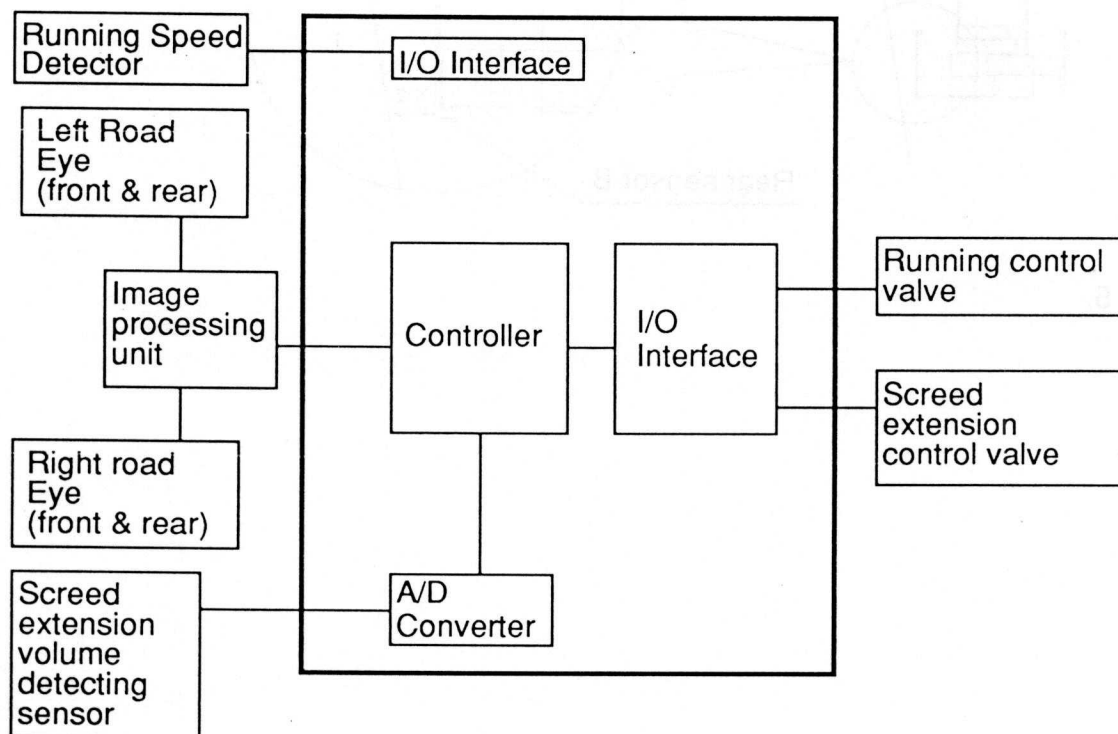 Running Speed
Detector
I/O Interface
Left Road
Eye
(front & rear)
Image
processing
unit
Controller
I/O
Interface
Running control
valve
Screed
extension
control valve
Right road
Eye
(front & rear)
A/D
Converter
Screed
extension
volume
detecting
sensor